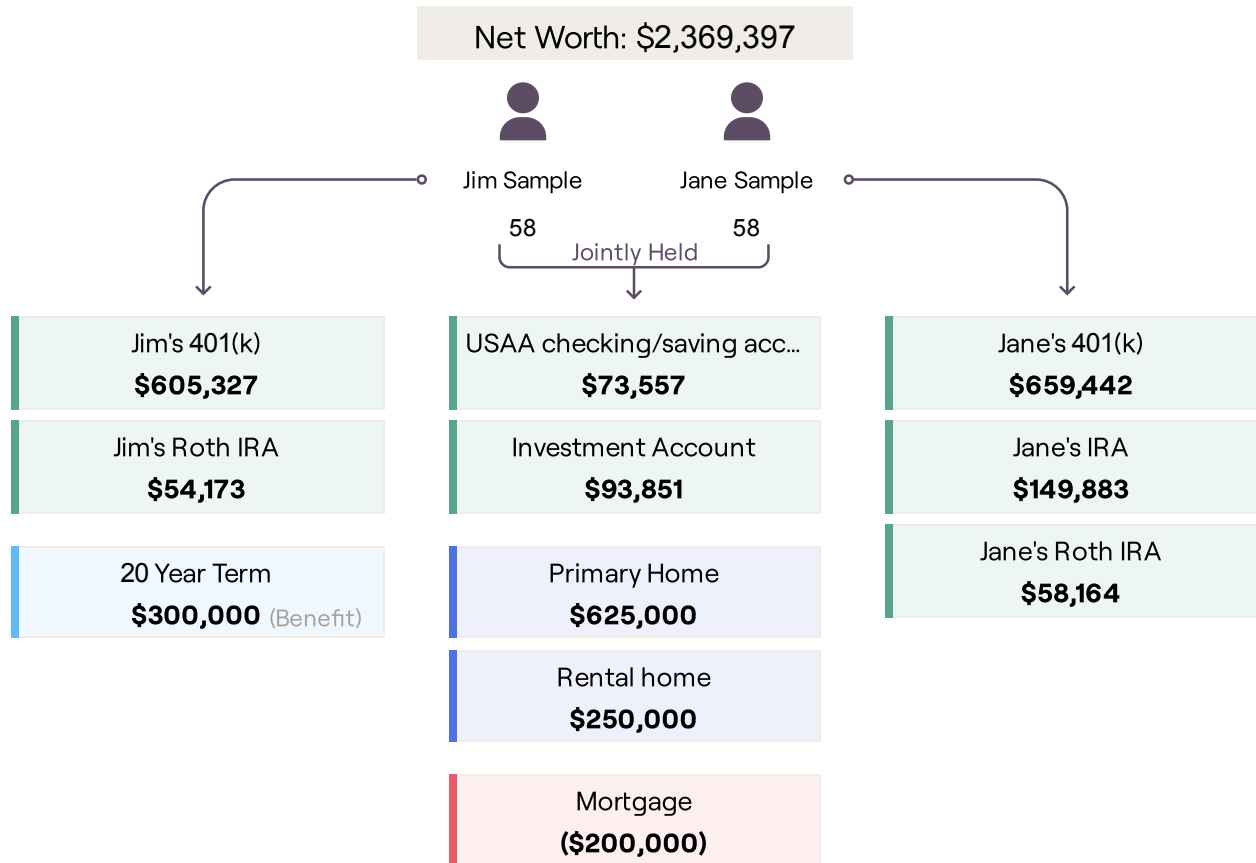 Net Worth: $2,369,397
Jim Sample
Jane Sample
58
58
Jointly Held
Jim's 401(k)
$605,327
Jim's Roth IRA
$54,173
20 Year Term
$300,000 (Benefit)
USAA checking/saving acc...
$73,557
Investment Account
$93,851
Primary Home
$625,000
Rental home
$250,000
Mortgage
($200,000)
Jane's 401(k)
$659,442
Jane's IRA
$149,883
Jane's Roth IRA
$58,164